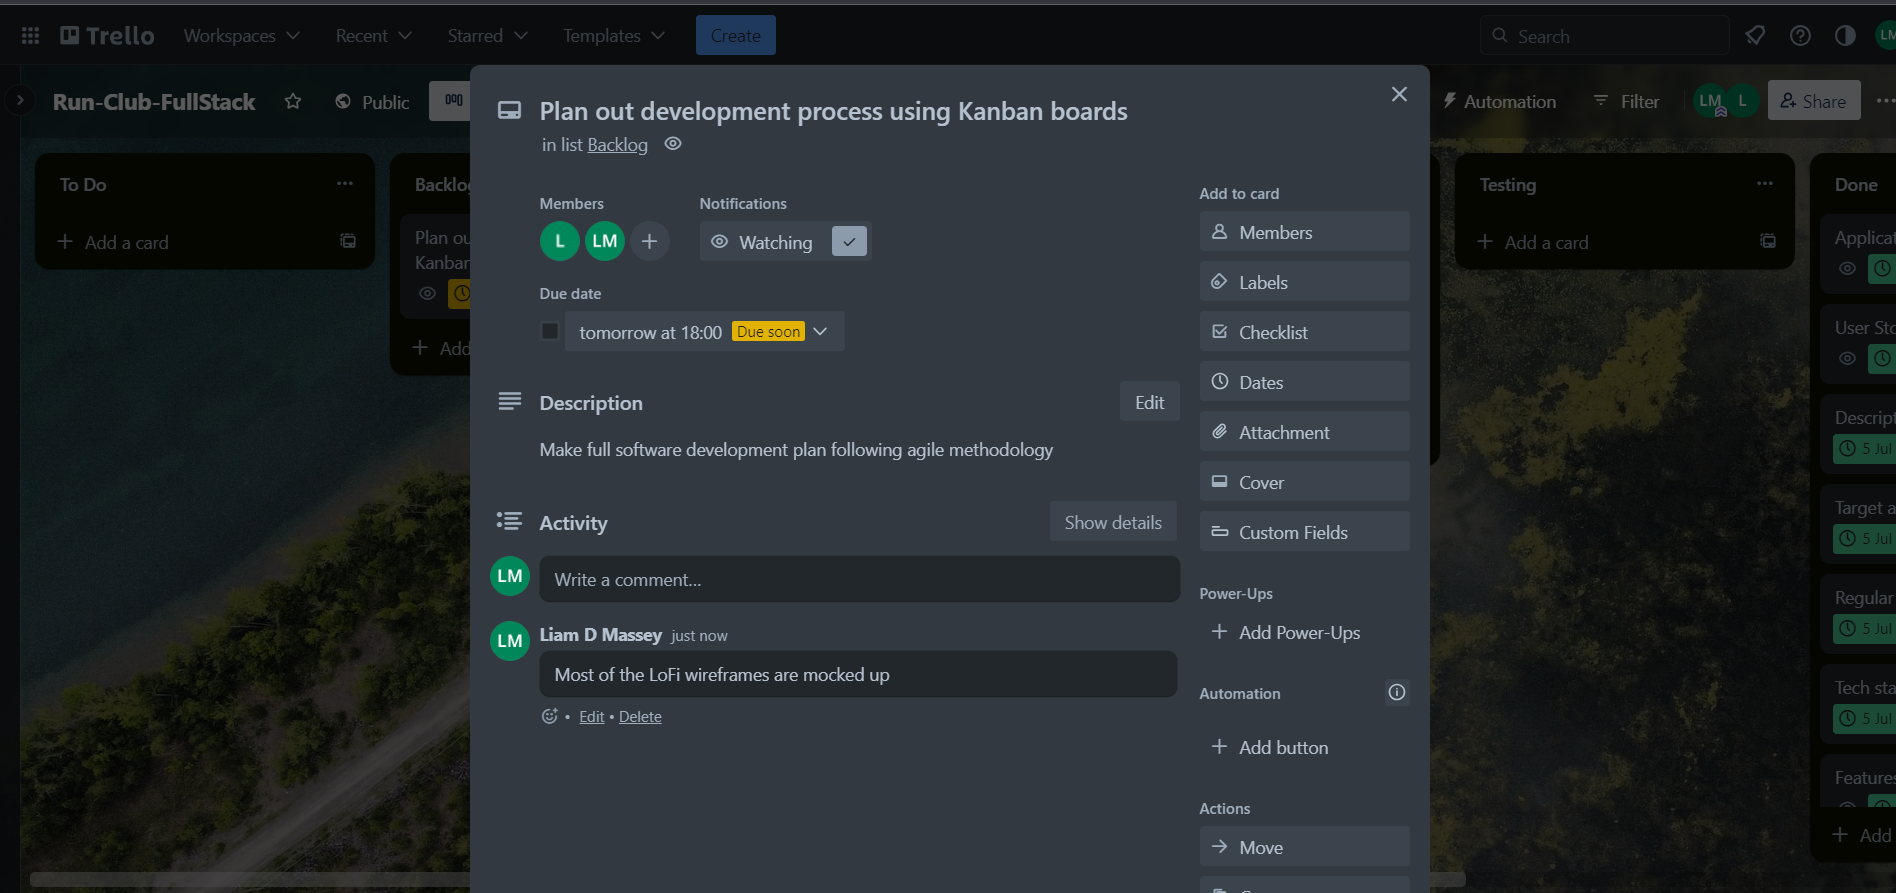 Trello
Workspaces
Recent
Starred
Templates
Create
Search
LM
Run-Club-FullStack
Public
Automation
Filter
LM
L
Share
To Do
Add a card
Backlog
Plan
Kanban
Add
Plan out development process using Kanban boards
in list Backlog
Members
L
LM
Notifications
Watching
Due date
tomorrow at 18:00
Due soon
Description
Edit
Make full software development plan following agile methodology
Activity
Show details
LM
Write a comment...
LM
Liam D Massey just now
Most of the LoFi wireframes are mocked up
• Edit • Delete
Add to card
Members
Labels
Checklist
Dates
Attachment
Cover
Custom Fields
Power-Ups
Add Power-Ups
Automation
Add button
Actions
Move
Testing
Add a card
Done
Applicat
User Sto
Descript
5 Jul
Target a
5 Jul
Regular
5 Jul
Tech sta
5 Jul
Features
Add